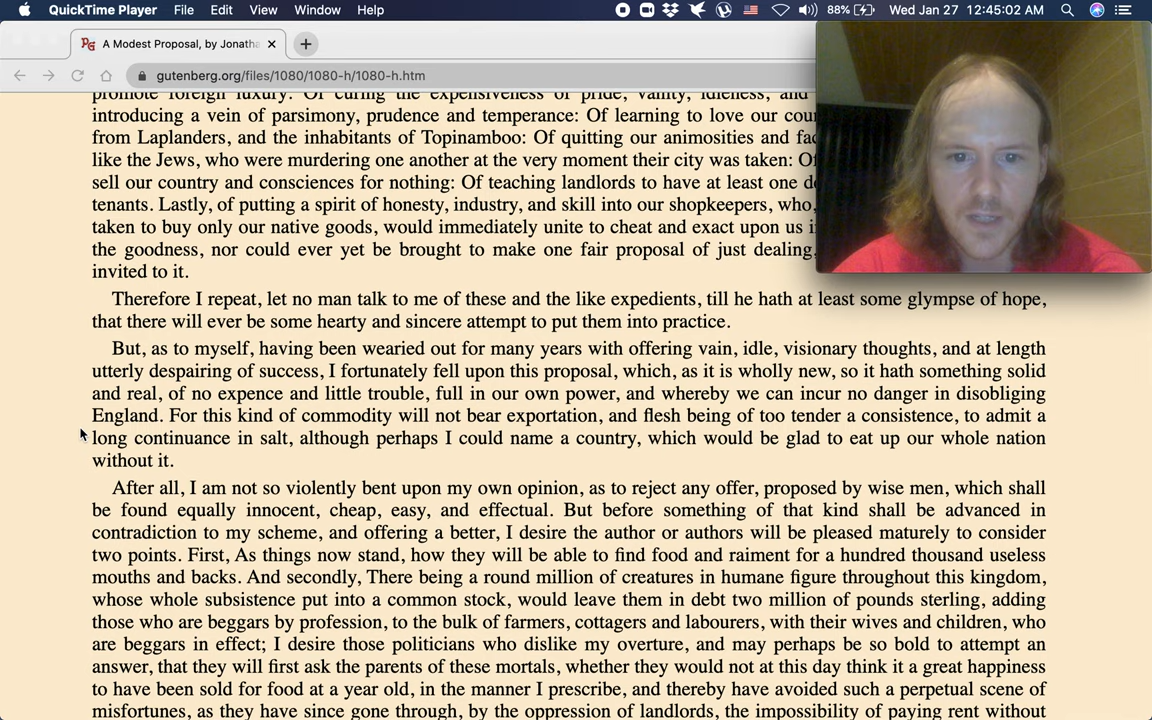 QuickTime Player File Edit View Window Help 88% Wed Jan 27 12:45:02 AM
A Modest Proposal, by Jonatha
gutenberg.org/files/1080/1080-h/1080-h.htm
promote foreign luxury: Of curing the expensiveness of pride, vanity, idleness, and
introducing a vein of parsimony, prudence and temperance: Of learning to love our cou
from Laplanders, and the inhabitants of Topinamboo: Of quitting our animosities and fac
like the Jews, who were murdering one another at the very moment their city was taken: Of
sell our country and consciences for nothing: Of teaching landlords to have at least one de
tenants. Lastly, of putting a spirit of honesty, industry, and skill into our shopkeepers, who,
taken to buy only our native goods, would immediately unite to cheat and exact upon us i
the goodness, nor could ever yet be brought to make one fair proposal of just dealing,
invited to it.
Therefore I repeat, let no man talk to me of these and the like expedients, till he hath at least some glympse of hope,
that there will ever be some hearty and sincere attempt to put them into practice.
But, as to myself, having been wearied out for many years with offering vain, idle, visionary thoughts, and at length
utterly despairing of success, I fortunately fell upon this proposal, which, as it is wholly new, so it hath something solid
and real, of no expence and little trouble, full in our own power, and whereby we can incur no danger in disobliging
England. For this kind of commodity will not bear exportation, and flesh being of too tender a consistence, to admit a
long continuance in salt, although perhaps I could name a country, which would be glad to eat up our whole nation
without it.
After all, I am not so violently bent upon my own opinion, as to reject any offer, proposed by wise men, which shall
be found equally innocent, cheap, easy, and effectual. But before something of that kind shall be advanced in
contradiction to my scheme, and offering a better, I desire the author or authors will be pleased maturely to consider
two points. First, As things now stand, how they will be able to find food and raiment for a hundred thousand useless
mouths and backs. And secondly, There being a round million of creatures in humane figure throughout this kingdom,
whose whole subsistence put into a common stock, would leave them in debt two million of pounds sterling, adding
those who are beggars by profession, to the bulk of farmers, cottagers and labourers, with their wives and children, who
are beggars in effect; I desire those politicians who dislike my overture, and may perhaps be so bold to attempt an
answer, that they will first ask the parents of these mortals, whether they would not at this day think it a great happiness
to have been sold for food at a year old, in the manner I prescribe, and thereby have avoided such a perpetual scene of
misfortunes, as they have since gone through, by the oppression of landlords, the impossibility of paying rent without